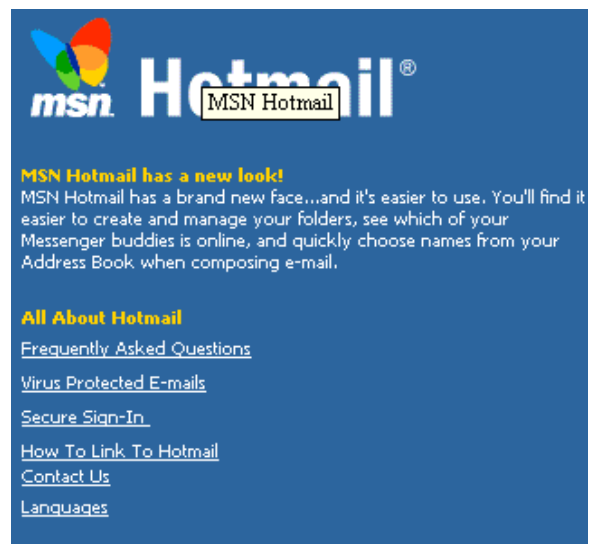 msn Hotmail®
MSN Hotmail
MSN Hotmail has a new look!
MSN Hotmail has a brand new face...and it's easier to use. You'll find it
easier to create and manage your folders, see which of your
Messenger buddies is online, and quickly choose names from your
Address Book when composing e-mail.
All About Hotmail
Frequently Asked Questions
Virus Protected E-mails
Secure Sign-In
How To Link To Hotmail
Contact Us
Languages